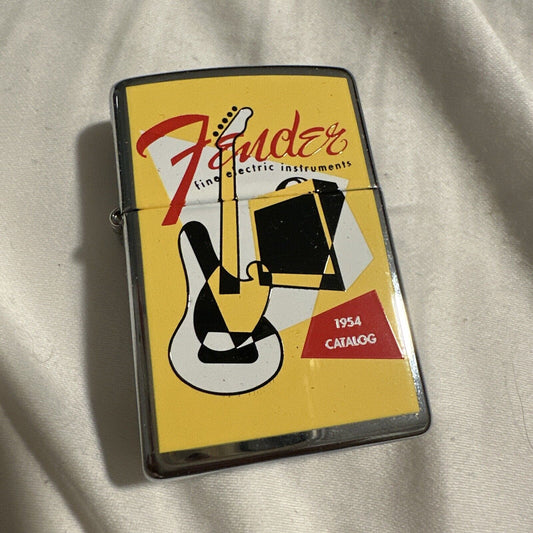 Fender
fine electric instruments
1954
CATALOG